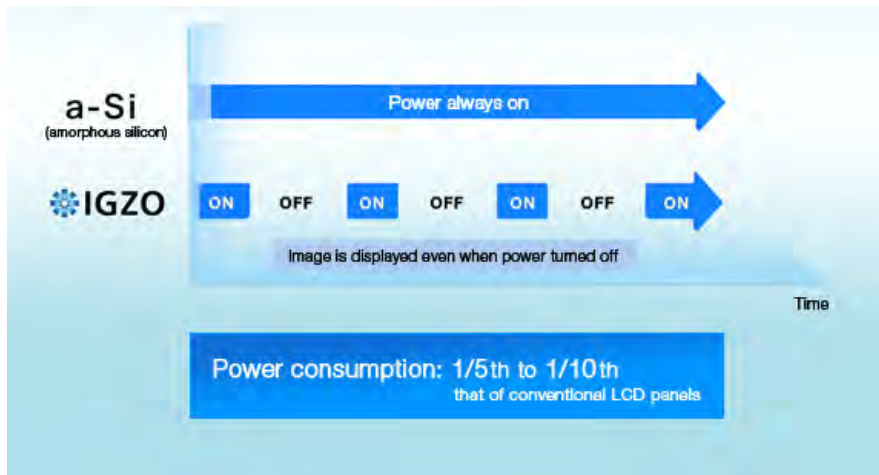 a-Si
(amorphous silicon)
Power always on
IGZO
ON OFF ON OFF ON OFF ON
Image is displayed even when power turned off
Time
Power consumption: 1/5th to 1/10th
that of conventional LCD panels